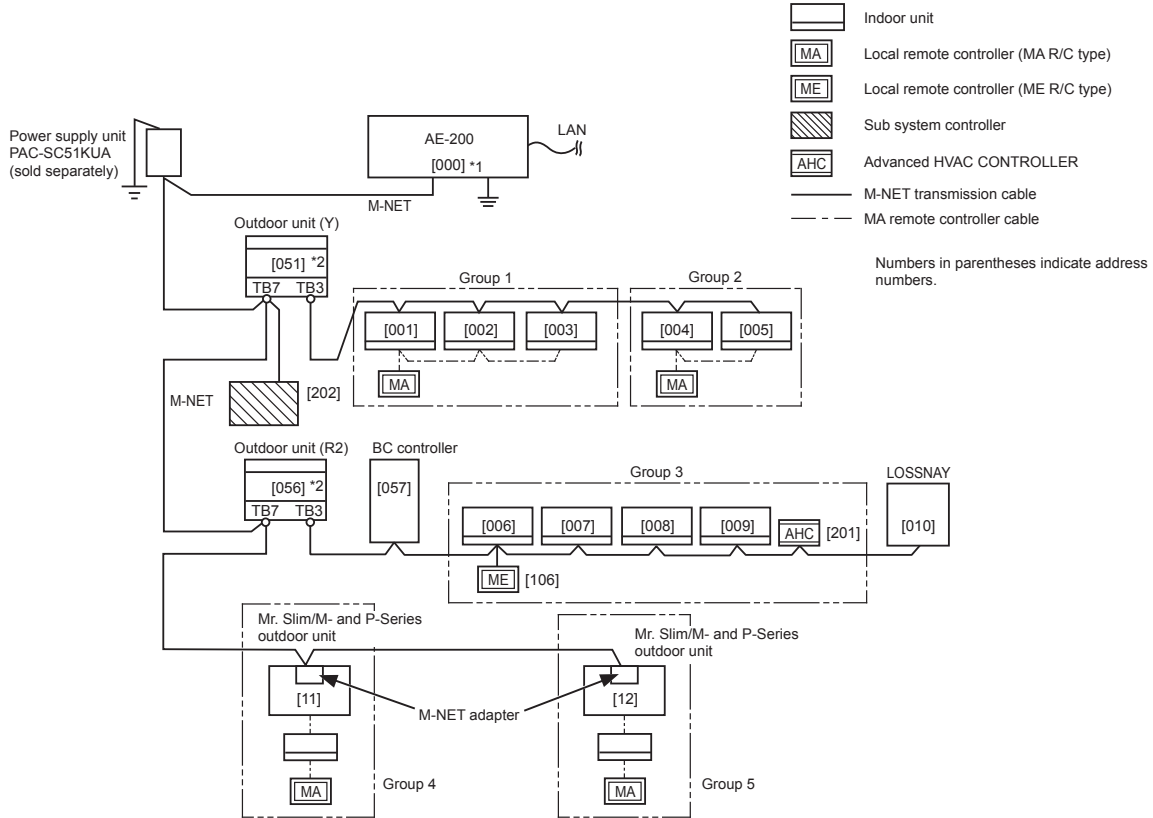 Indoor unit
MA Local remote controller (MA R/C type)
ME Local remote controller (ME R/C type)
Sub system controller
AHC Advanced HVAC CONTROLLER
M-NET transmission cable
MA remote controller cable
Numbers in parentheses indicate address
numbers.
Power supply unit
PAC-SC51KUA
(sold separately)
AE-200
[000] *1
LAN
M-NET
Outdoor unit (Y)
[051] *2
TB7 TB3
Group 1
[001] [002] [003]
MA
Group 2
[004] [005]
MA
M-NET
[202]
Outdoor unit (R2)
[056] *2
TB7 TB3
BC controller
[057]
Group 3
[006] [007] [008] [009] AHC [201]
ME [106]
LOSSNAY
[010]
Mr. Slim/M- and P-Series
outdoor unit
[11]
M-NET adapter
MA
Group 4
Mr. Slim/M- and P-Series
outdoor unit
[12]
MA
Group 5